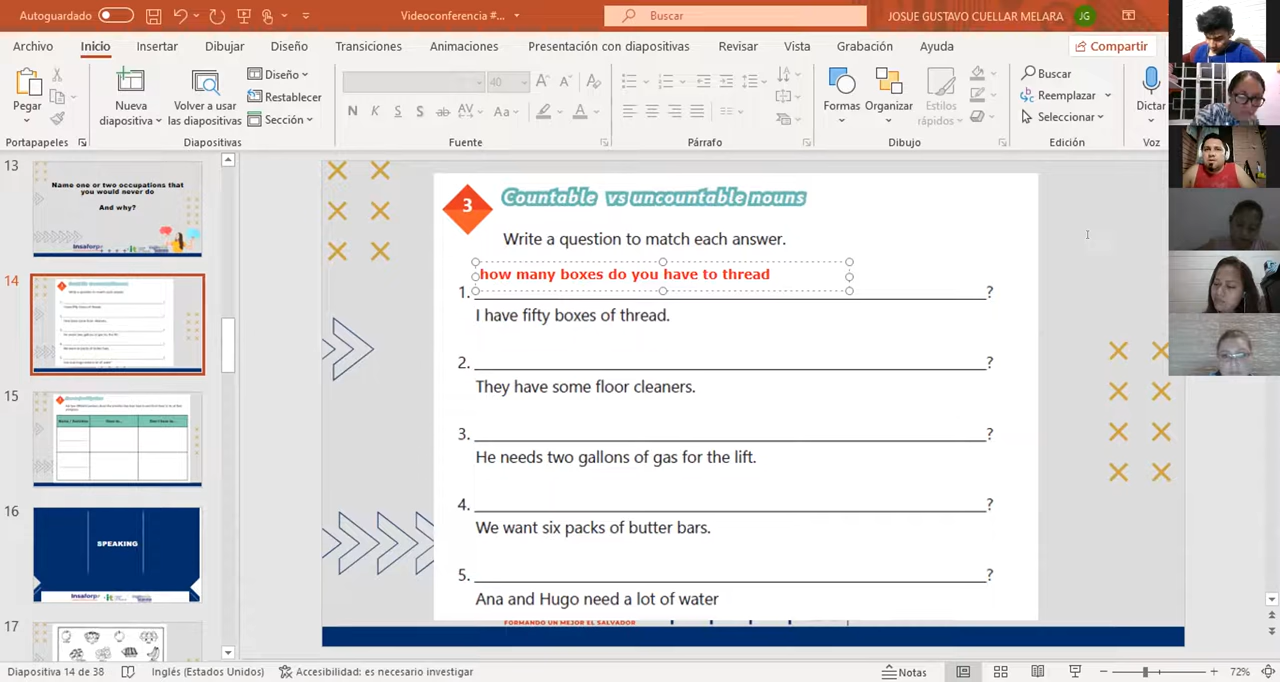 Autoguardado
Videoconferencia #...
Buscar
JOSUE GUSTAVO CUELLAR MELARA
JG
Archivo Inicio Insertar Dibujar Diseño Transiciones Animaciones Presentación con diapositivas Revisar Vista Grabación Ayuda
Compartir
Pegar
Nueva diapositiva
Volver a usar las diapositivas
Diseño
Restablecer
Sección
40
N K S S ab AV Aa A
Formas
Organizar
Estilos rápidos
Buscar
Reemplazar
Seleccionar
Dictar
Portapapeles
Diapositivas
Fuente
Párrafo
Dibujo
Edición
Voz
13
Name one or two occupations that
you would never do
And why?
Insaforp
14
15
16
SPEAKING
Insaforp
17
3
Countable vs uncountable nouns
Write a question to match each answer.
how many boxes do you have to thread
1. ?
I have fifty boxes of thread.
2. ?
They have some floor cleaners.
3. ?
He needs two gallons of gas for the lift.
4. ?
We want six packs of butter bars.
5. ?
Ana and Hugo need a lot of water
FORMANDO UN MEJOR EL SALVADOR
Diapositiva 14 de 38
Inglés (Estados Unidos)
Accesibilidad: es necesario investigar
Notas
72%